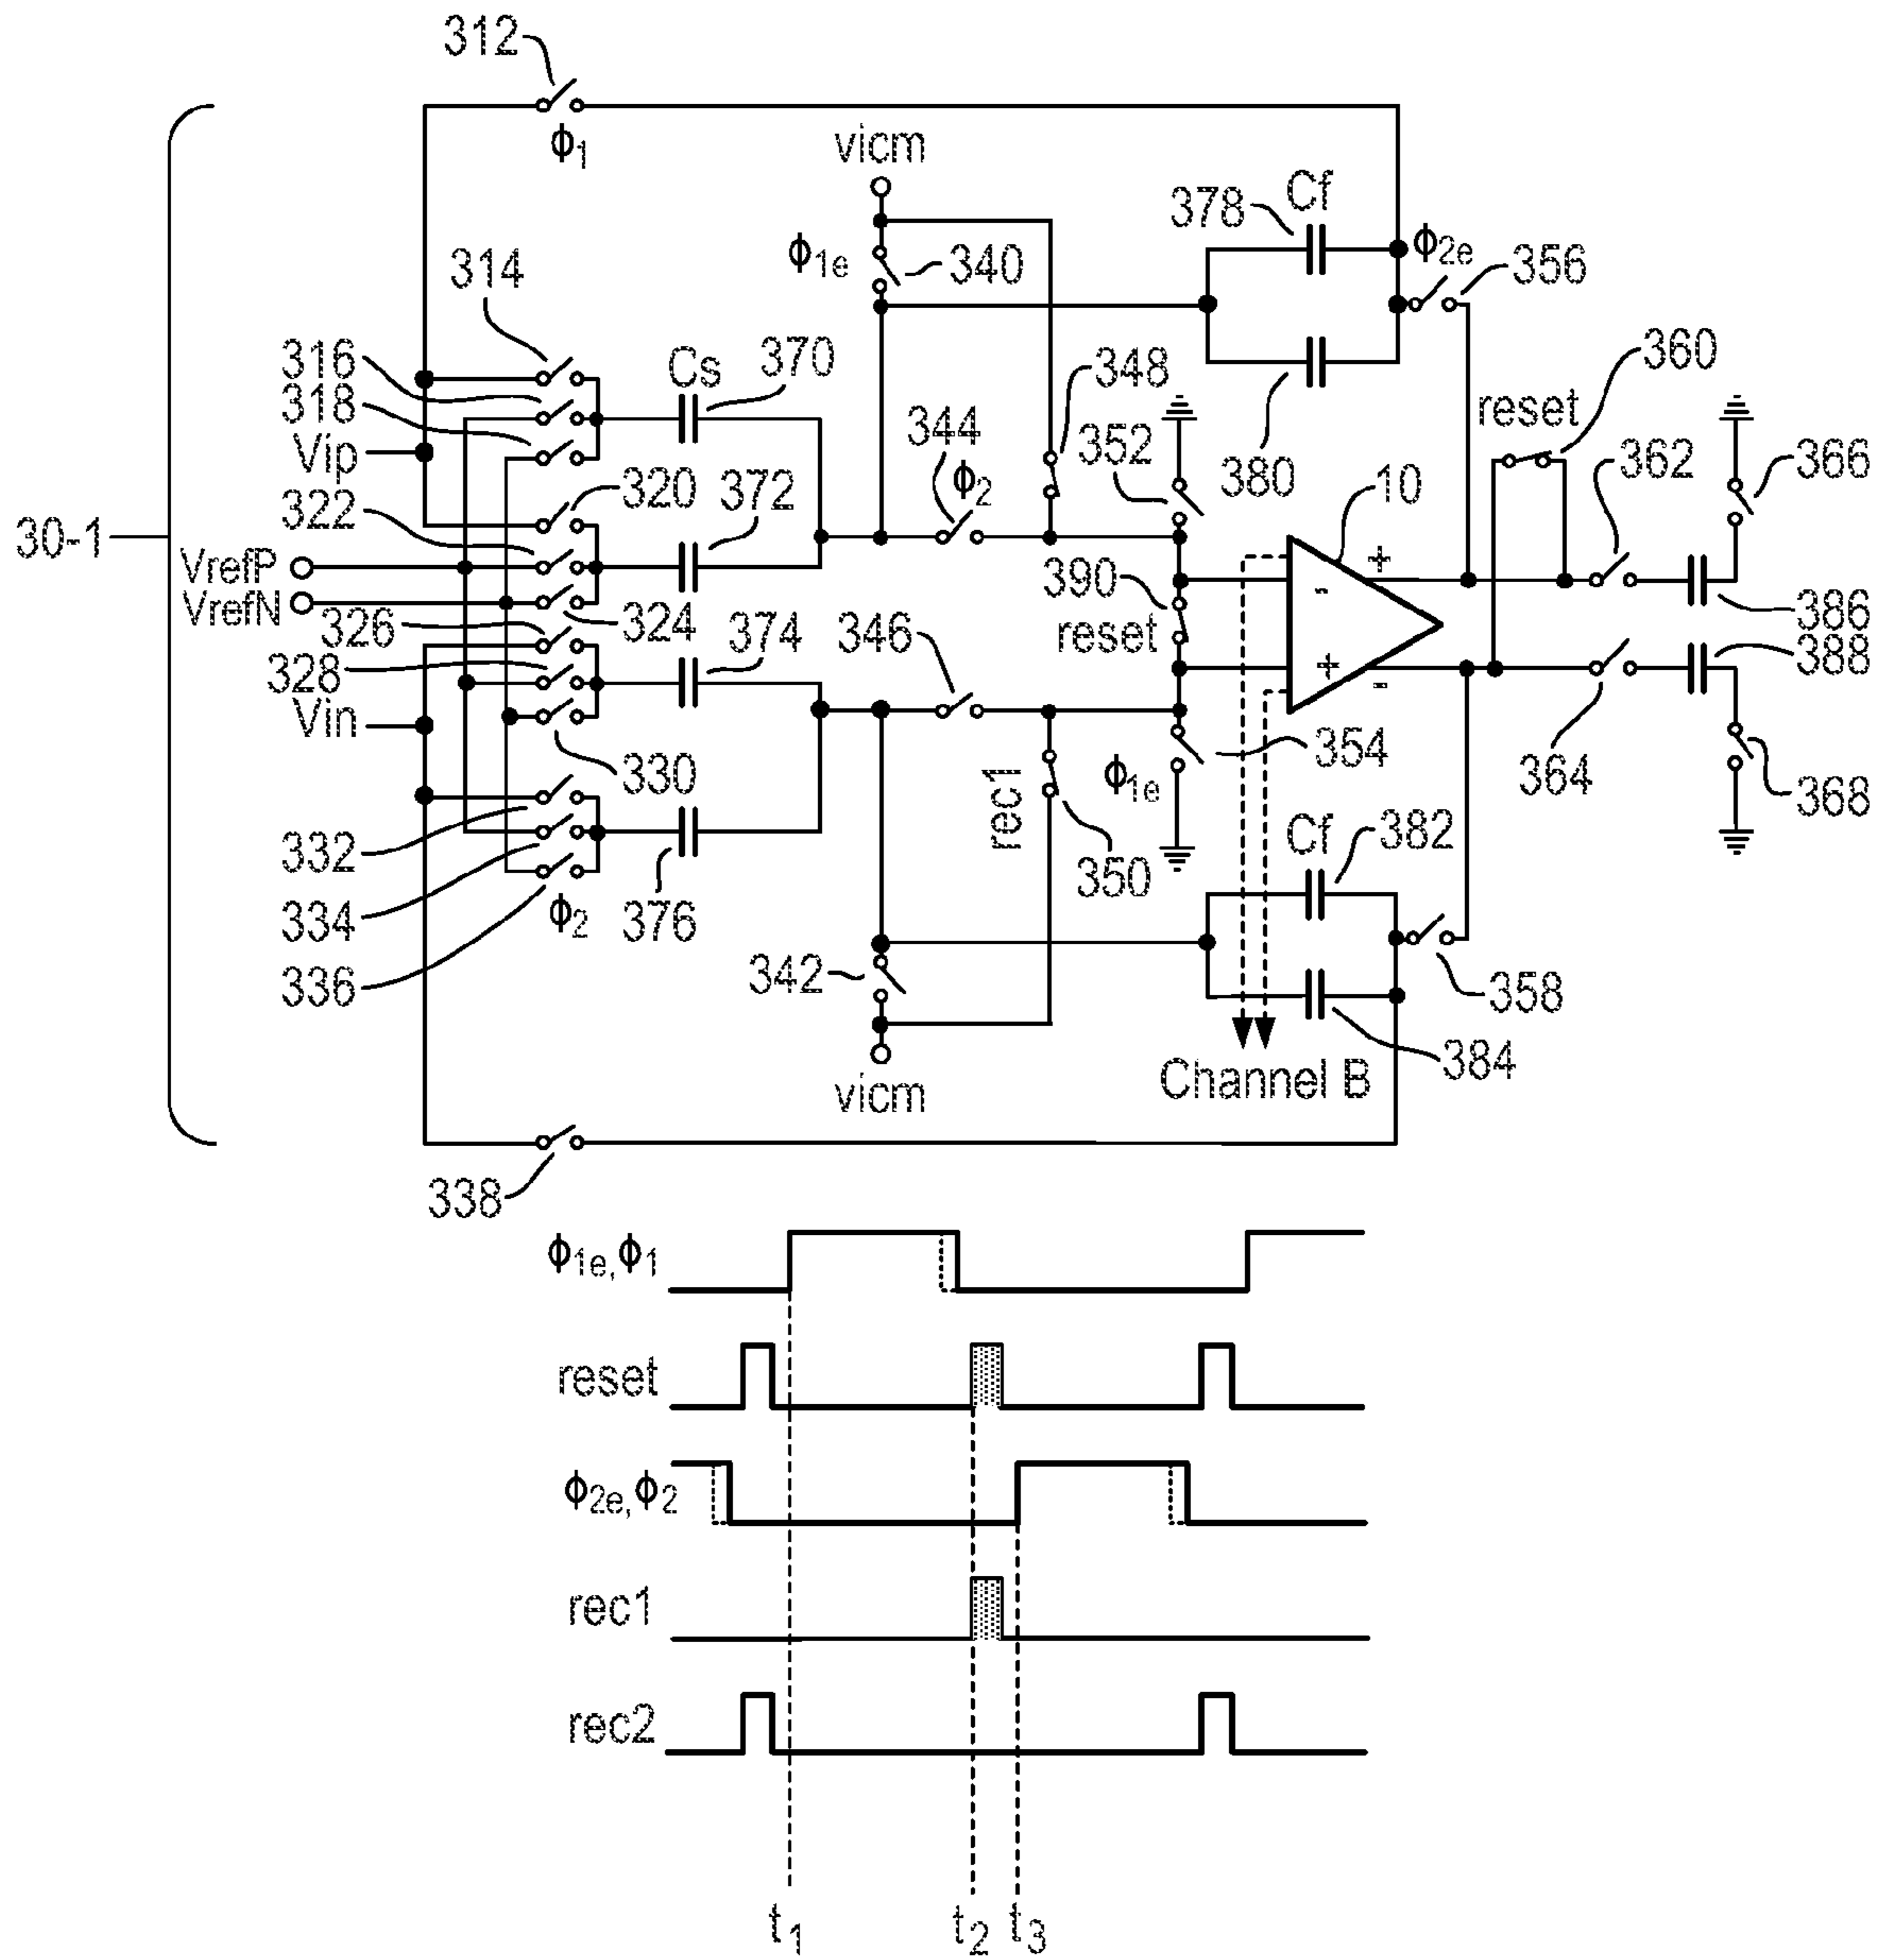 312
ϕ1
vicm
378
Cf
ϕ1e
340
ϕ2e
356
314
316
318
Vip
Cs
370
344
ϕ2
348
352
380
10
reset
360
362
366
320
322
372
30-1
VrefP
VrefN
390
reset
- +
386
388
326
324
374
346
+ -
328
Vin
330
rec1
ϕ1e
354
364
368
332
334
336
ϕ2
376
350
Cf
382
342
358
vicm
Channel B
384
338
ϕ1e, ϕ1
reset
ϕ2e, ϕ2
rec1
rec2
t1 t2 t3